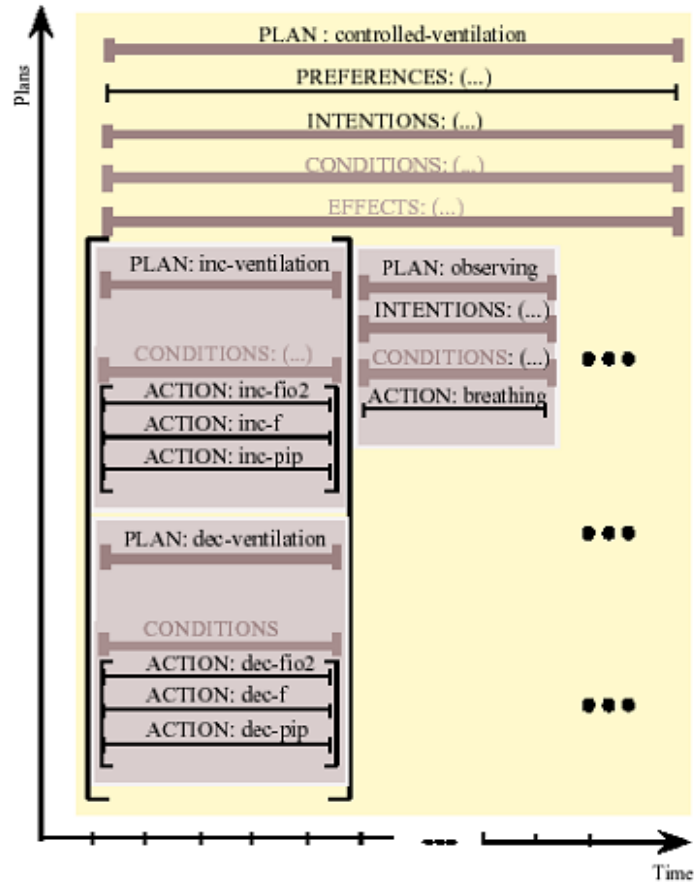 Plans
PLAN : controlled-ventilation
PREFERENCES: (...)
INTENTIONS: (...)
CONDITIONS: (...)
EFFECTS: (...)
PLAN: inc-ventilation
CONDITIONS: (...)
ACTION: inc-fio2
ACTION: inc-f
ACTION: inc-pip
PLAN: observing
INTENTIONS: (...)
CONDITIONS: (...)
ACTION: breathing
PLAN: dec-ventilation
CONDITIONS
ACTION: dec-fio2
ACTION: dec-f
ACTION: dec-pip
Time